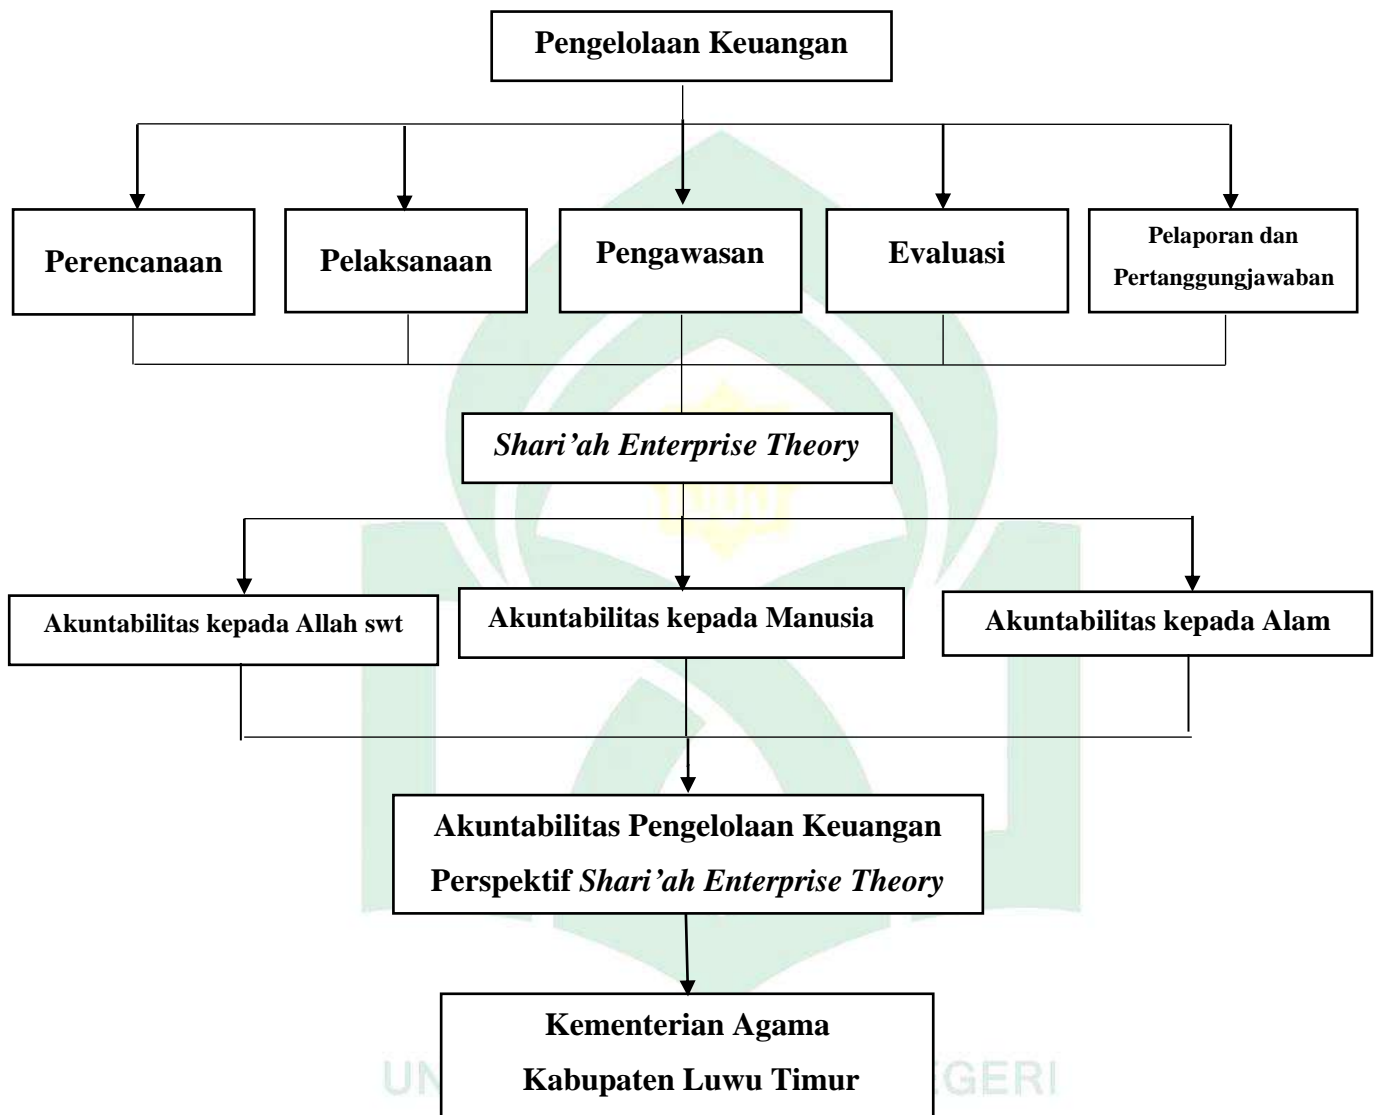 Pengelolaan Keuangan
Perencanaan
Pelaksanaan
Pengawasan
Evaluasi
Pelaporan dan
Pertanggungjawaban
Shari’ah Enterprise Theory
Akuntabilitas kepada Allah swt
Akuntabilitas kepada Manusia
Akuntabilitas kepada Alam
Akuntabilitas Pengelolaan Keuangan
Perspektif Shari’ah Enterprise Theory
Kementerian Agama
Kabupaten Luwu Timur